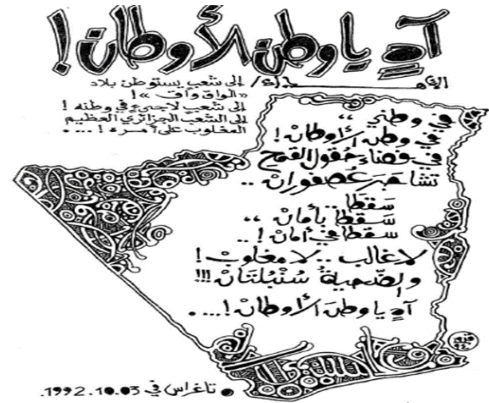 آهٍ يا وطن الأوطان!
الإهـــداء/ إلى شعب يستوطن بلاد
«الواق واق» !
إلى شعب لاجئ في وطنه !
إلى الشعب الجزائري العظيم
المغلوب على أمره ! ....
في وطني ،،
في وطن الأوطان!
في فضاء حقول القمح
تشاجر عصفوران ..
سقطا ..
سقطا بأمان ،،
سقطا في أمان! ..
لا غالب .. لا مغلوب !
والضحية سنبلتان !!!
آهٍ يا وطن الأوطان! ....
● تاغراس في 1992.10.03.